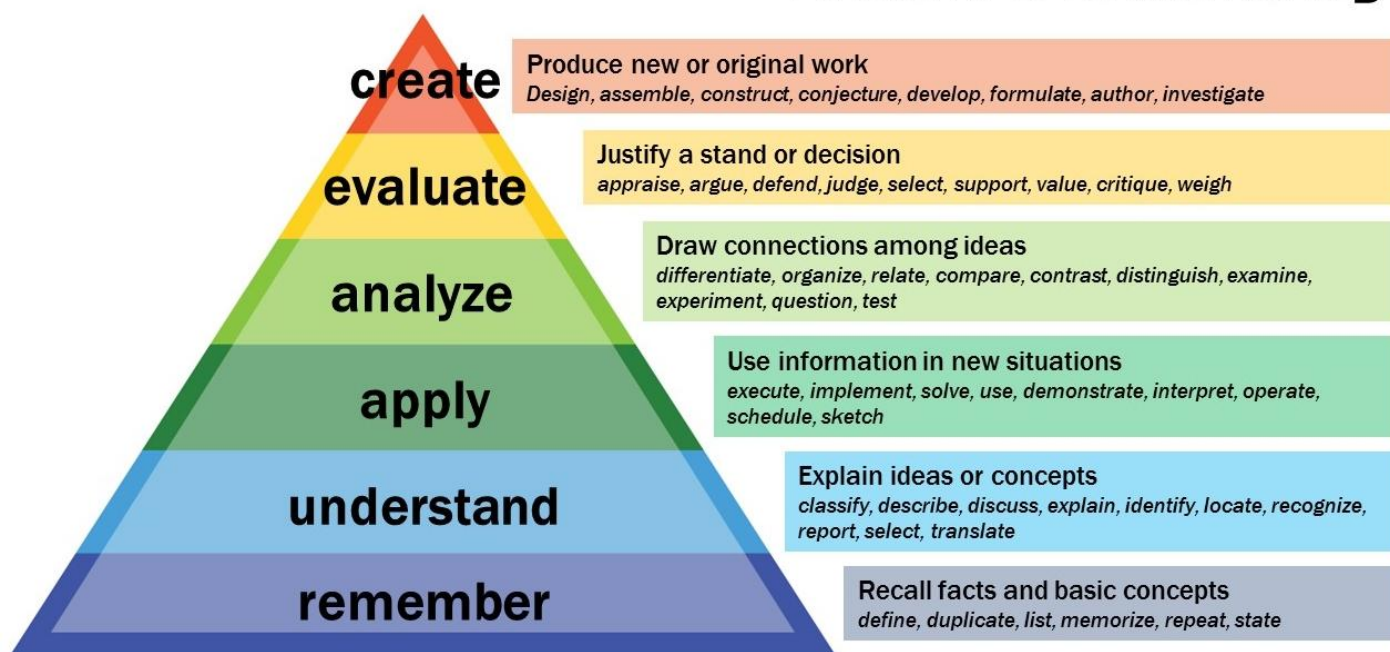 create
Produce new or original work
Design, assemble, construct, conjecture, develop, formulate, author, investigate
evaluate
Justify a stand or decision
appraise, argue, defend, judge, select, support, value, critique, weigh
analyze
Draw connections among ideas
differentiate, organize, relate, compare, contrast, distinguish, examine,
experiment, question, test
apply
Use information in new situations
execute, implement, solve, use, demonstrate, interpret, operate,
schedule, sketch
understand
Explain ideas or concepts
classify, describe, discuss, explain, identify, locate, recognize,
report, select, translate
remember
Recall facts and basic concepts
define, duplicate, list, memorize, repeat, state